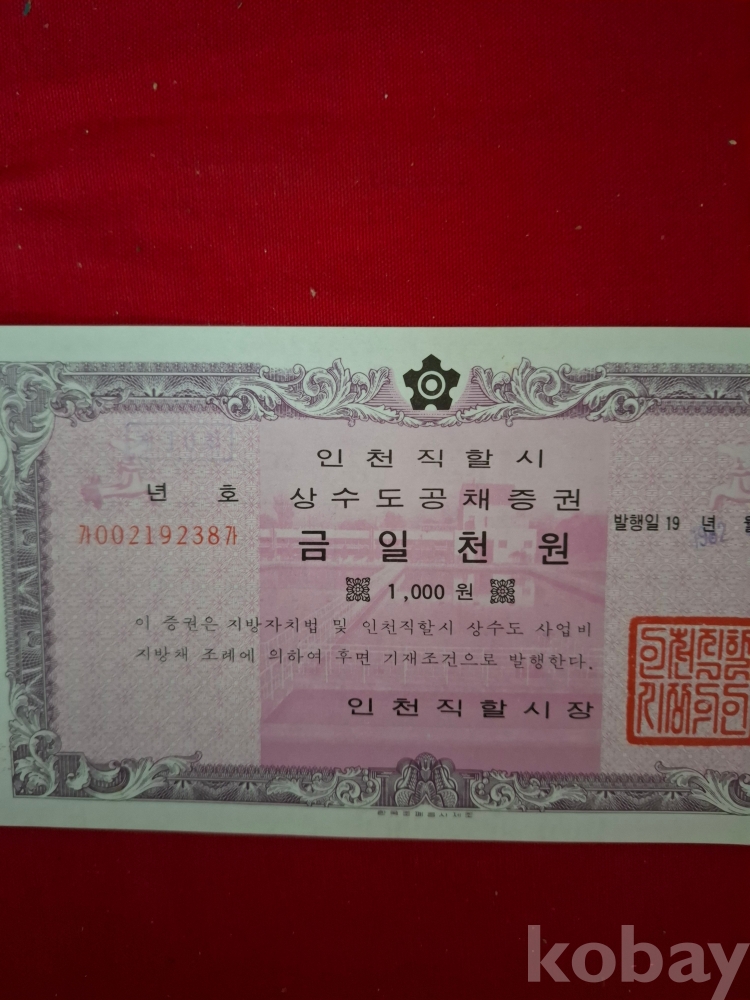 인천직할시
년 호 상수도공채증권
발행일 19 년 월
가00219238가
금 일 천 원
1,000 원
이 증권은 지방자치법 및 인천직할시 상수도 사업비
지방채 조례에 의하여 후면 기재조건으로 발행한다.
인천직할시장
kobay